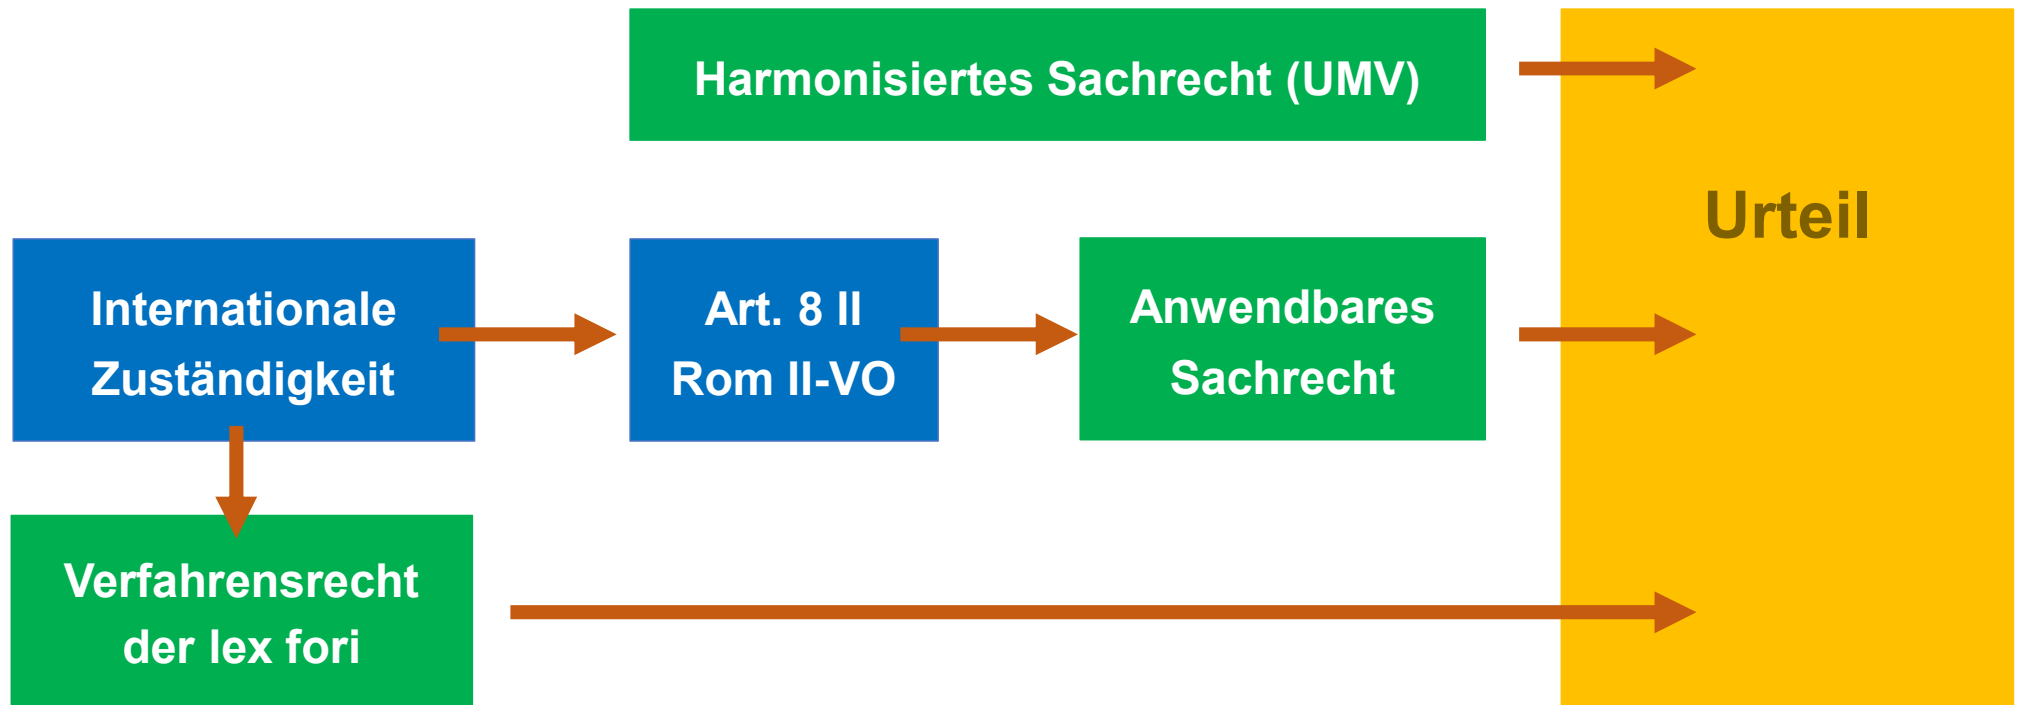 Harmonisiertes Sachrecht (UMV)
Urteil
Internationale
Zuständigkeit
Art. 8 II
Rom II-VO
Anwendbares
Sachrecht
Verfahrensrecht
der lex fori